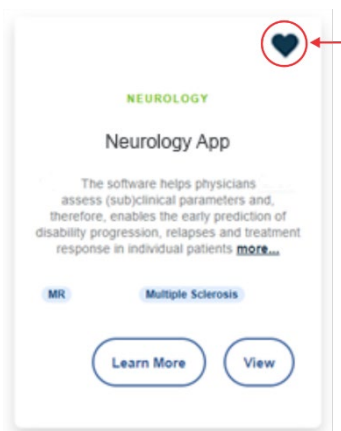 NEUROLOGY
Neurology App
The software helps physicians
assess (sub)clinical parameters and,
therefore, enables the early prediction of
disability progression, relapses and treatment
response in individual patients more...
MR Multiple Sclerosis
Learn More View